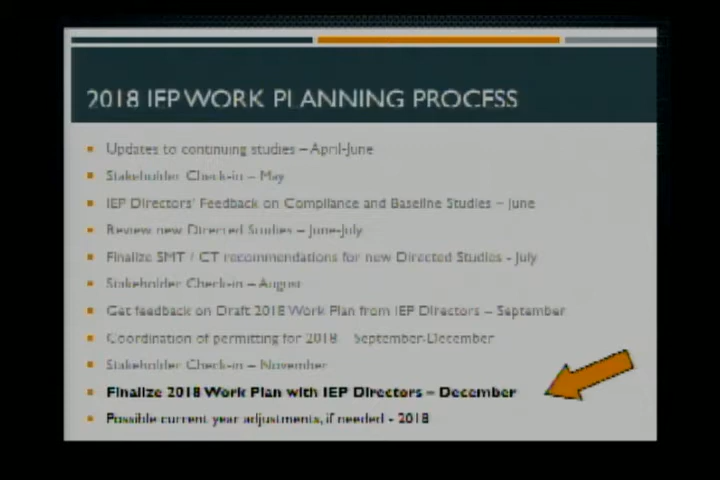 2018 IEP WORK PLANNING PROCESS
Updates to continuing studies – April-June
Stakeholder Check-in – May
IEP Directors' Feedback on Compliance and Baseline Studies – June
Review new Directed Studies – June-July
Finalize SMT / CT recommendations for new Directed Studies - July
Stakeholder Check-in – August
Get feedback on Draft 2018 Work Plan from IEP Directors – September
Coordination of permitting for 2018 – September-December
Stakeholder Check-in – November
Finalize 2018 Work Plan with IEP Directors – December
Possible current year adjustments, if needed - 2018